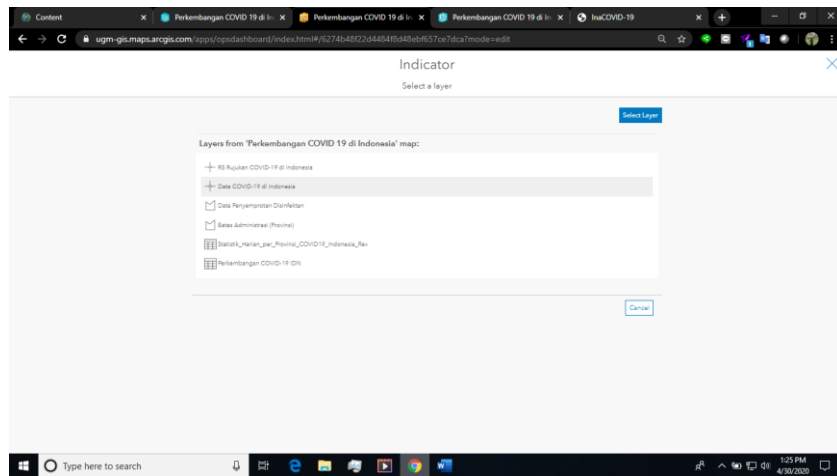 Content
Perkembangan COVID 19 di In
Perkembangan COVID 19 di In
Perkembangan COVID 19 di In
InaCOVID-19
ugm-gis.maps.arcgis.com/apps/opsdashboard/index.html#/6274b48f22d4484f8d48ebf657ce7dca?mode=edit
Indicator
Select a layer
Select Layer
Layers from 'Perkembangan COVID 19 di Indonesia' map:
RS Rujukan COVID-19 di Indonesia
Data COVID-19 di Indonesia
Data Penyemprotan Disinfektan
Batas Administrasi (Provinsi)
Statistik_Harian_per_Provinsi_COVID19_Indonesia_Rev
Perkembangan COVID-19 IDN
Cancel
Type here to search
1:25 PM
4/30/2020